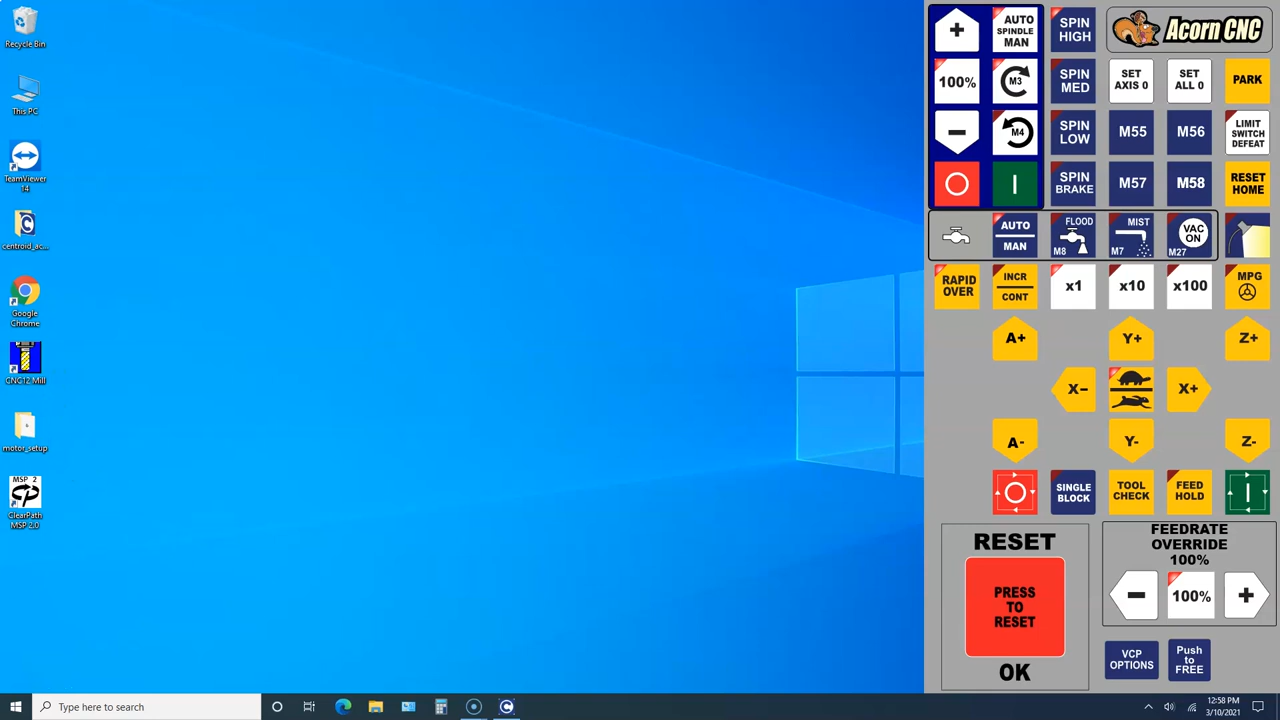 Recycle Bin
This PC
TeamViewer
14
centroid_ac...
Google
Chrome
CNC12 Mill
motor_setup
MSP 2
ClearPath
MSP 2.0
+
AUTO
SPINDLE
MAN
SPIN
HIGH
Acorn CNC
100%
M3
SPIN
MED
SET
AXIS 0
SET
ALL 0
PARK
−
M4
SPIN
LOW
M55
M56
LIMIT
SWITCH
DEFEAT
SPIN
BRAKE
M57
M58
RESET
HOME
AUTO
MAN
FLOOD
M8
MIST
M7
VAC
ON
M27
RAPID
OVER
INCR
CONT
x1
x10
x100
MPG
A+
Y+
Z+
X-
X+
A-
Y-
Z-
SINGLE
BLOCK
TOOL
CHECK
FEED
HOLD
RESET
PRESS
TO
RESET
OK
FEEDRATE
OVERRIDE
100%
−
100%
+
VCP
OPTIONS
Push
to
FREE
Type here to search
12:58 PM
3/10/2021